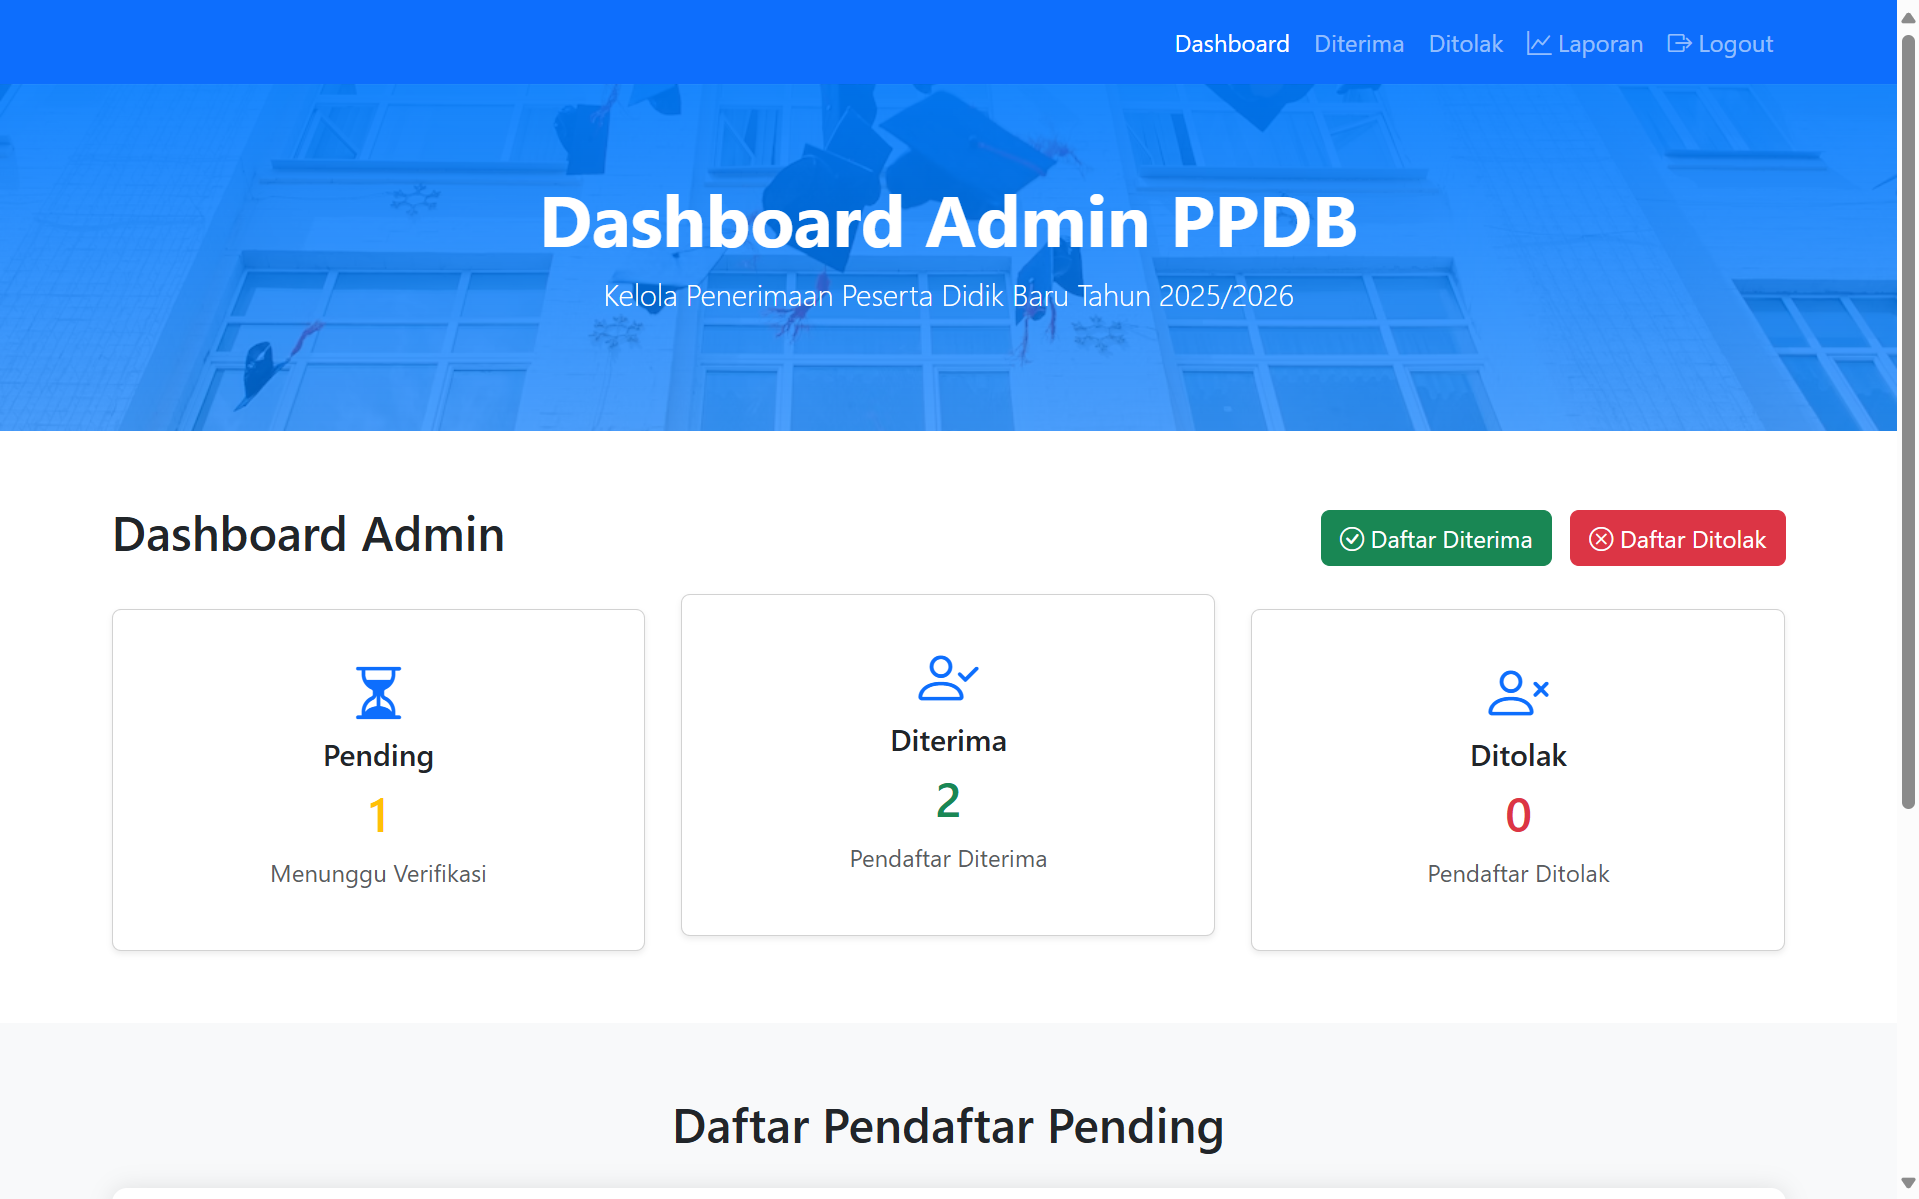 Dashboard Diterima Ditolak Laporan Logout
Dashboard Admin PPDB
Kelola Penerimaan Peserta Didik Baru Tahun 2025/2026
Dashboard Admin
Daftar Diterima Daftar Ditolak
Pending
1
Menunggu Verifikasi
Diterima
2
Pendaftar Diterima
Ditolak
0
Pendaftar Ditolak
Daftar Pendaftar Pending